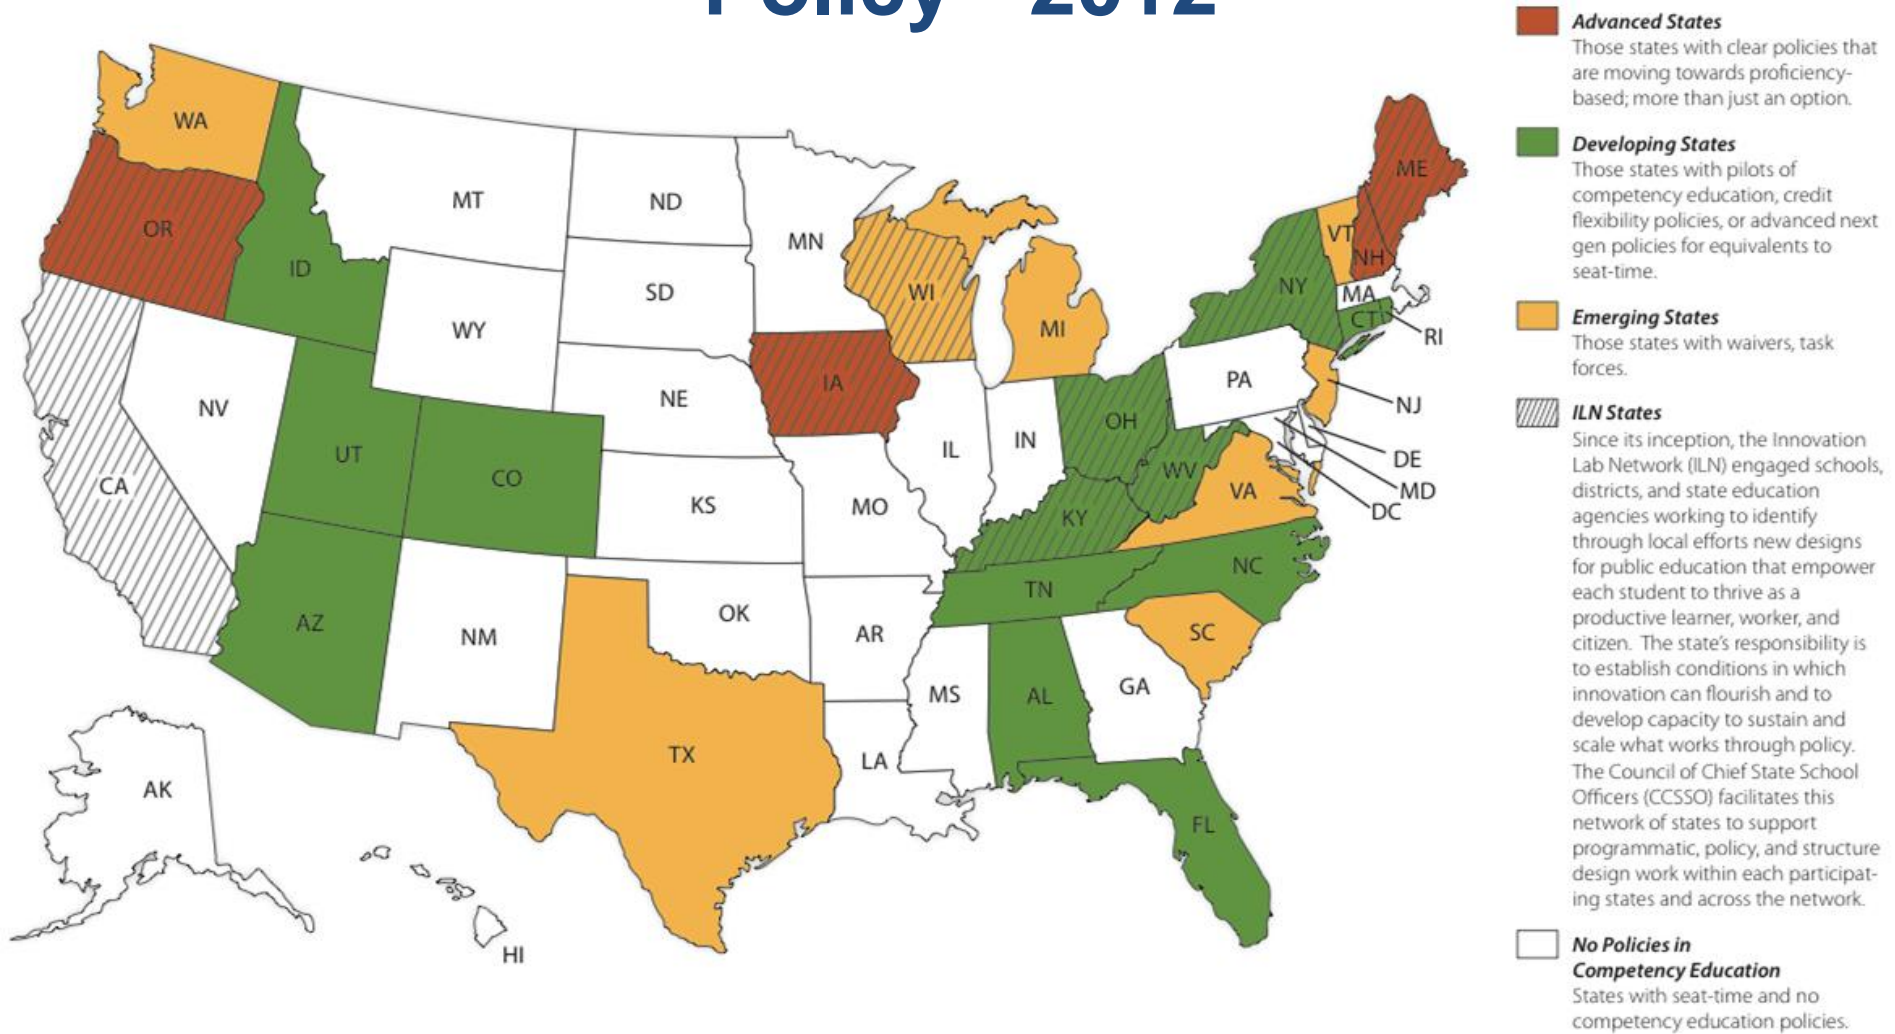 Policy - 2012
WA
OR
ID
MT
ND
MN
SD
WY
NE
IA
WI
MI
NV
UT
CO
KS
MO
IL
IN
OH
CA
AZ
NM
OK
AR
TX
LA
MS
AL
GA
FL
SC
NC
TN
KY
WV
VA
PA
NY
VT
NH
ME
MA
CT
RI
NJ
DE
MD
DC
AK
HI
Advanced States
Those states with clear policies that
are moving towards proficiency-
based; more than just an option.
Developing States
Those states with pilots of
competency education, credit
flexibility policies, or advanced next
gen policies for equivalents to
seat-time.
Emerging States
Those states with waivers, task
forces.
ILN States
Since its inception, the Innovation
Lab Network (ILN) engaged schools,
districts, and state education
agencies working to identify
through local efforts new designs
for public education that empower
each student to thrive as a
productive learner, worker, and
citizen. The state's responsibility is
to establish conditions in which
innovation can flourish and to
develop capacity to sustain and
scale what works through policy.
The Council of Chief State School
Officers (CCSSO) facilitates this
network of states to support
programmatic, policy, and structure
design work within each participat-
ing states and across the network.
No Policies in
Competency Education
States with seat-time and no
competency education policies.